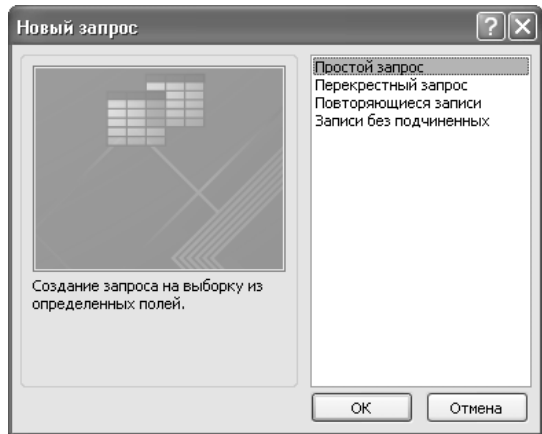 Новый запрос
Простой запрос
Перекрестный запрос
Повторяющиеся записи
Записи без подчиненных
Создание запроса на выборку из
определенных полей.
ОК
Отмена